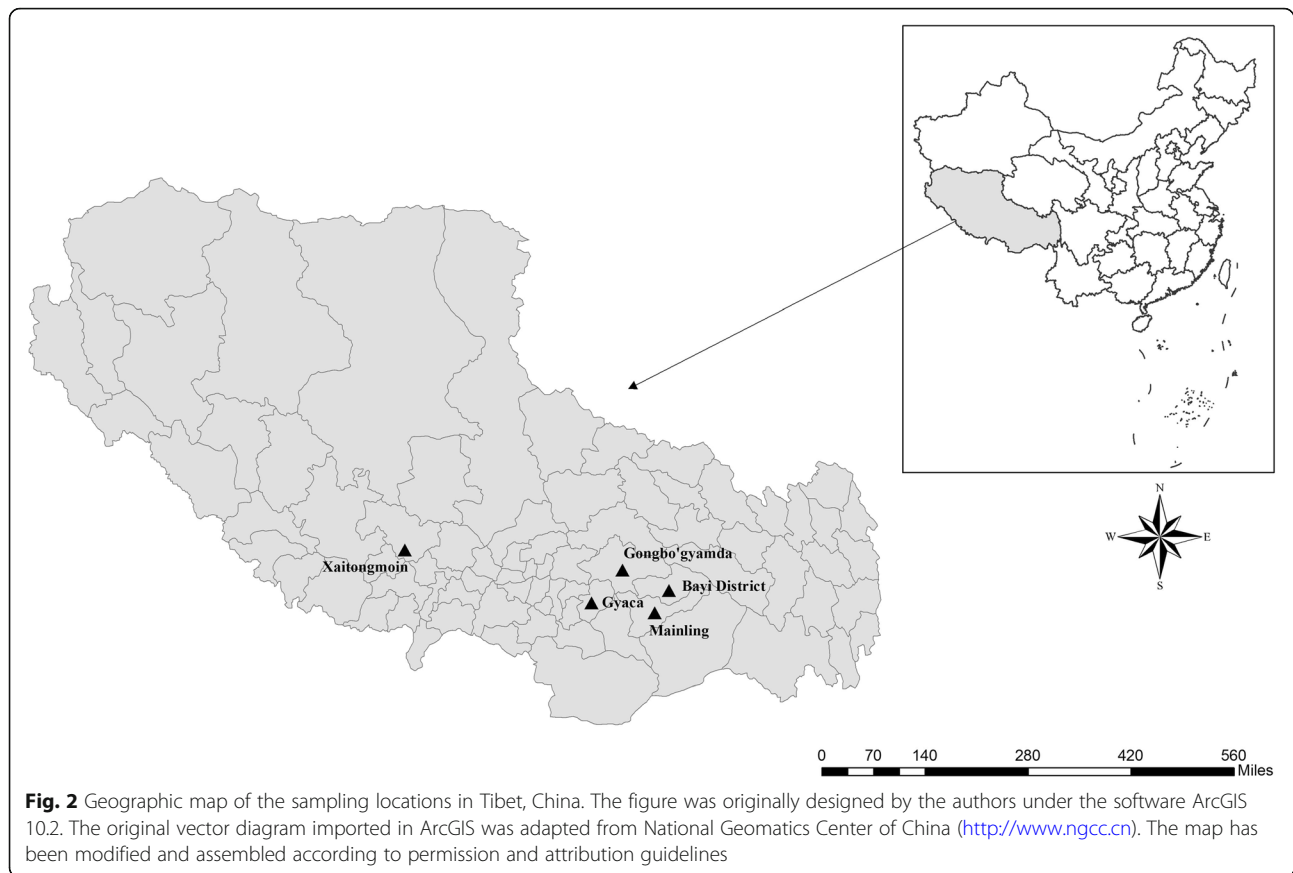 N
W E
S
Gongbo'gyamda
Xaitongmoin
Bayi District
Gyaca
Mainling
0 70 140 280 420 560
Miles
Fig. 2 Geographic map of the sampling locations in Tibet, China. The figure was originally designed by the authors under the software ArcGIS
10.2. The original vector diagram imported in ArcGIS was adapted from National Geomatics Center of China (http://www.ngcc.cn). The map has
been modified and assembled according to permission and attribution guidelines